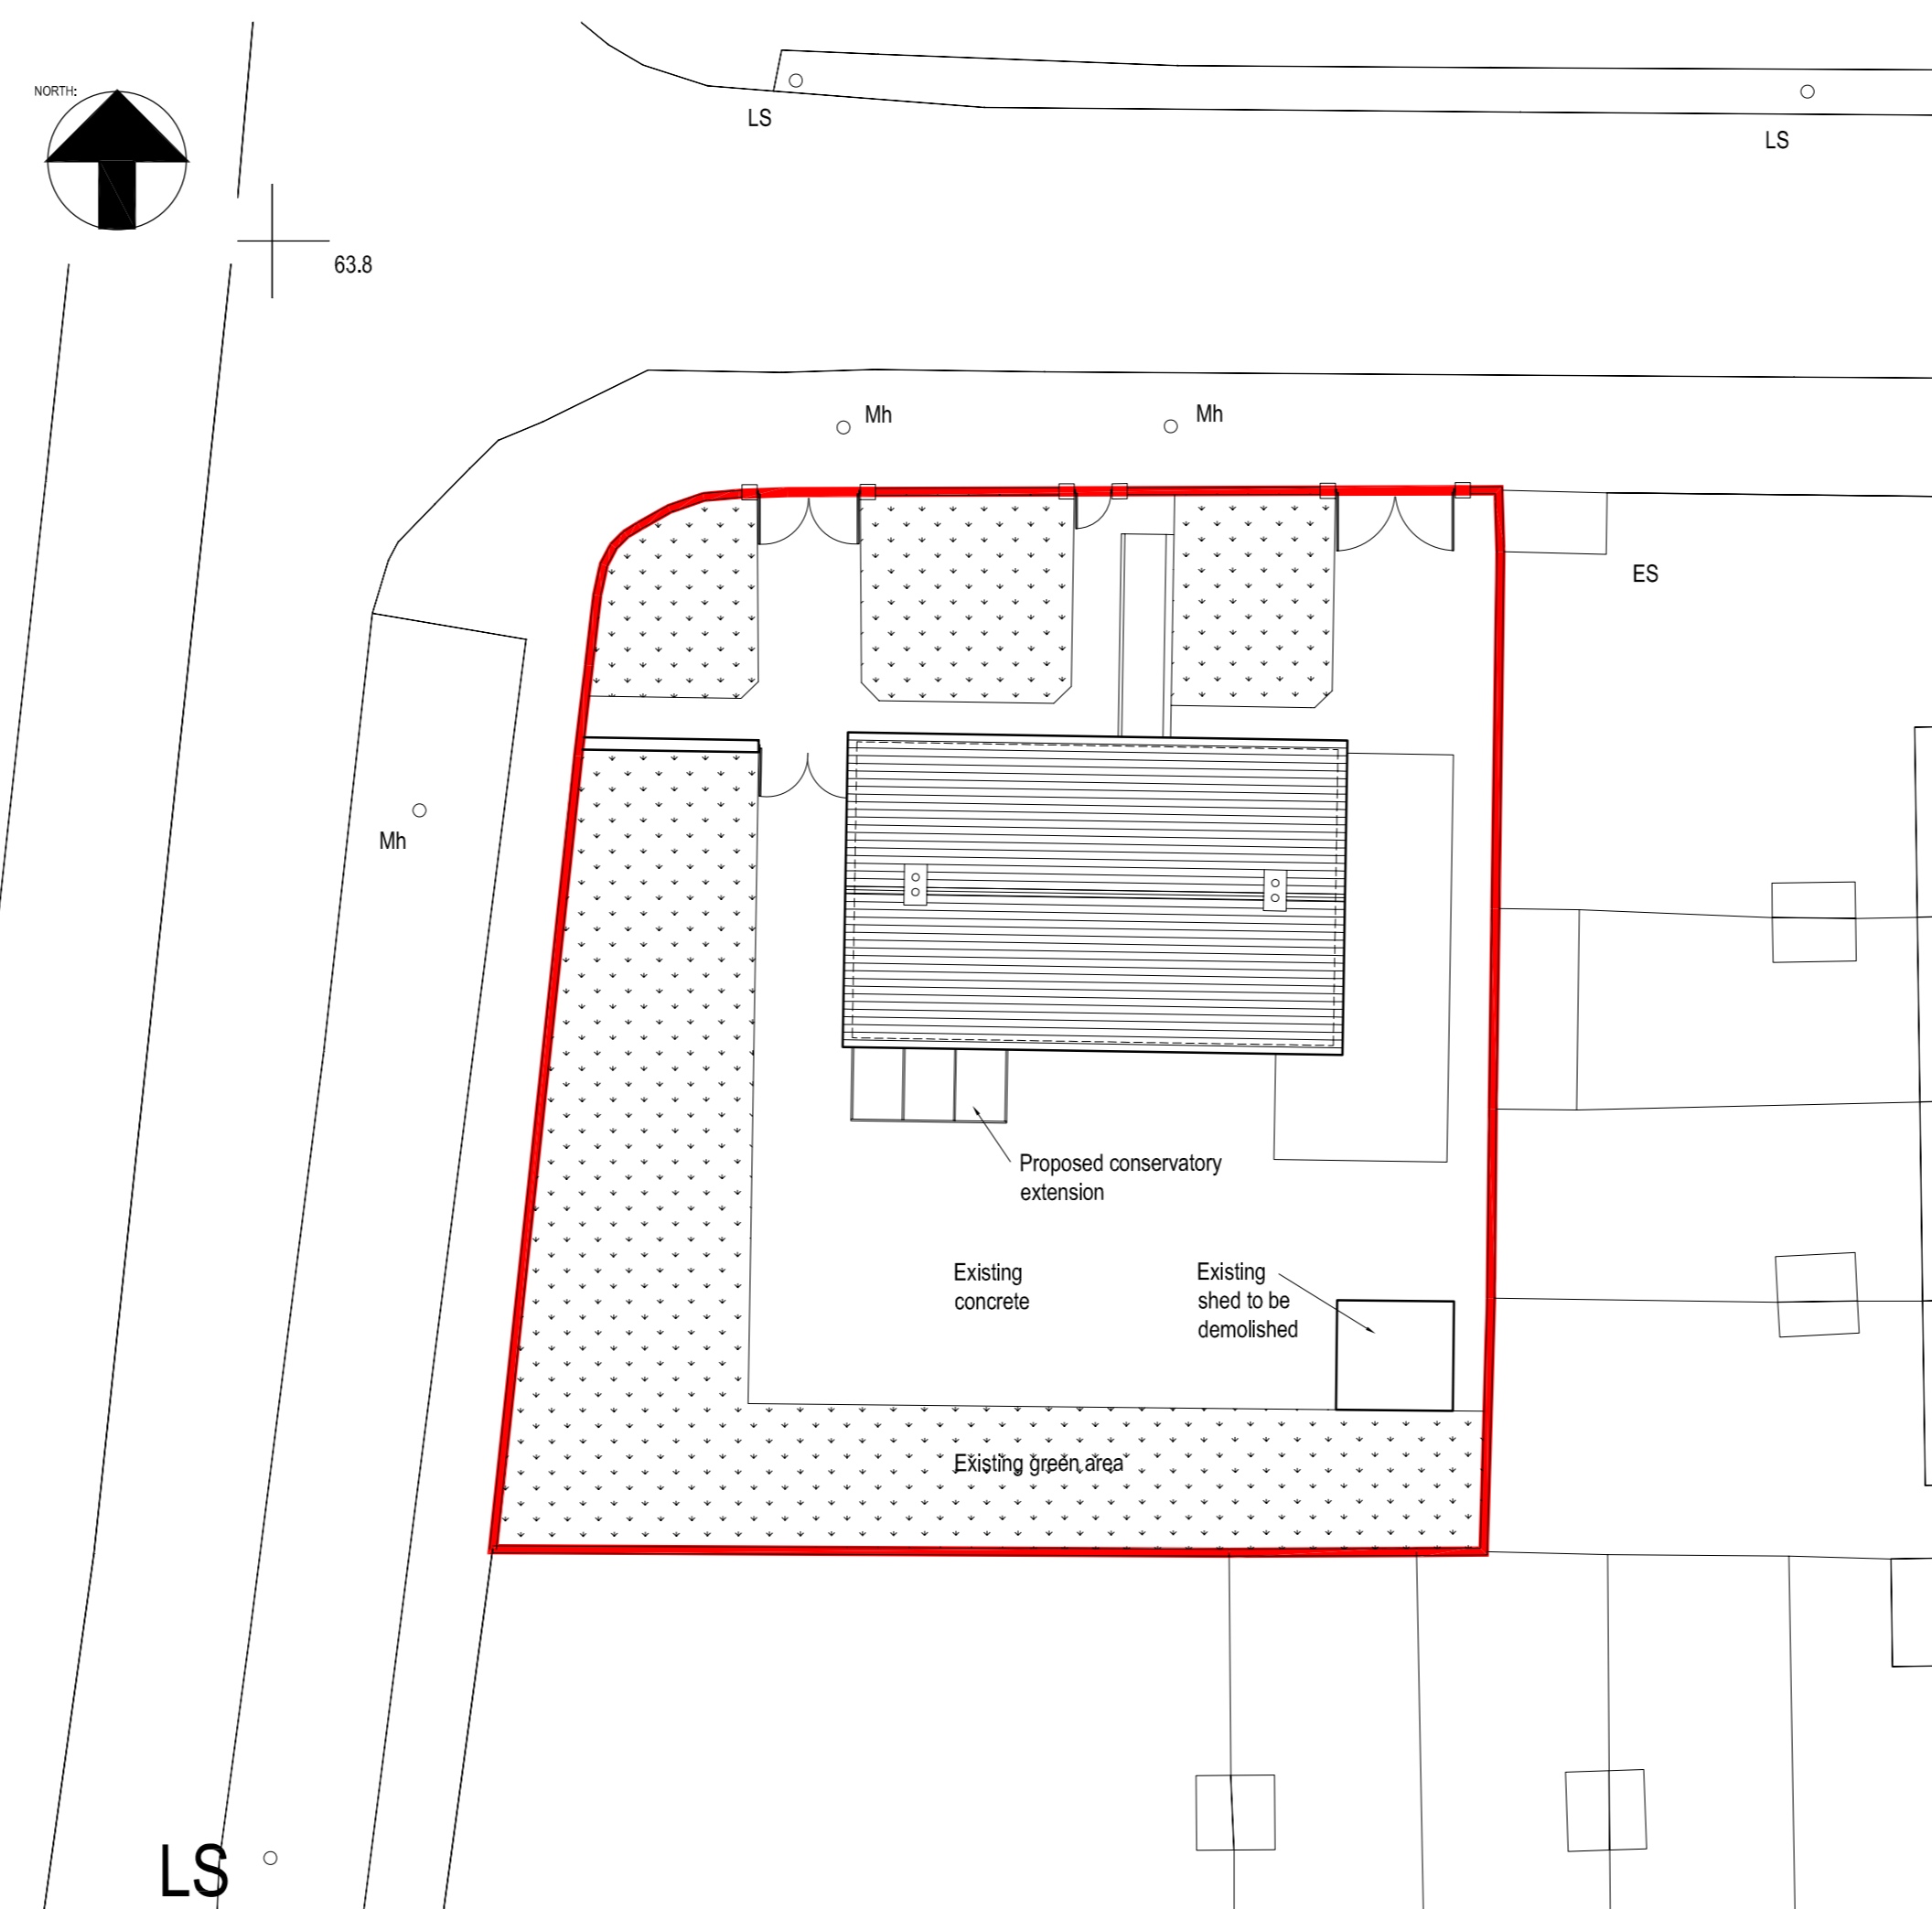 NORTH:
LS
LS
63.8
Mh
Mh
ES
Mh
Proposed conservatory
extension
Existing
concrete
Existing
shed to be
demolished
Existing green area
LS